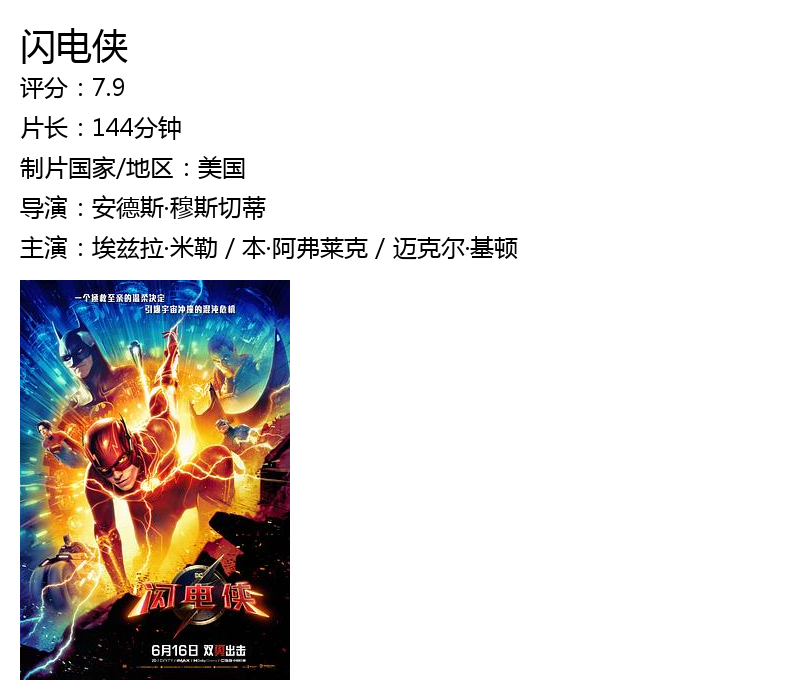 闪电侠
评分：7.9
片长：144分钟
制片国家/地区：美国
导演：安德斯·穆斯切蒂
主演：埃兹拉·米勒 / 本·阿弗莱克 / 迈克尔·基顿
一个拯救至亲的温柔决定
引爆宇宙冲撞的混沌危机
DC
闪电侠
6月16日 双闪出击